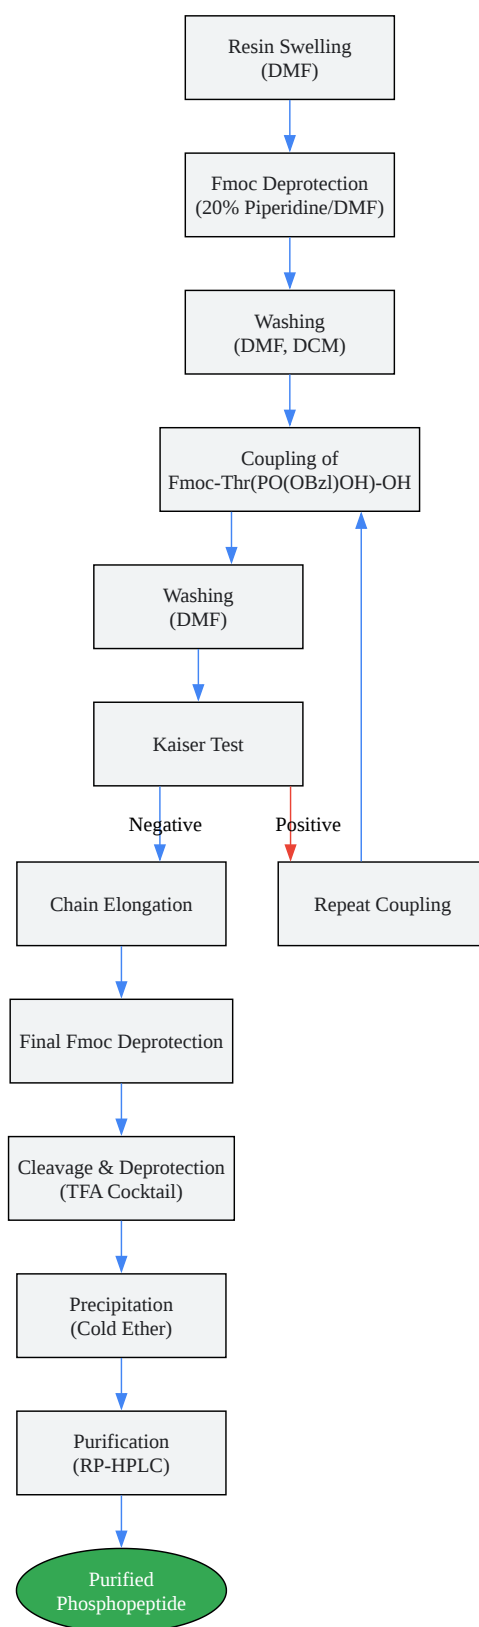 Resin Swelling
(DMF)
Fmoc Deprotection
(20% Piperidine/DMF)
Washing
(DMF, DCM)
Coupling of
Fmoc-Thr(PO(OBzl)OH)-OH
Washing
(DMF)
Kaiser Test
Negative
Positive
Chain Elongation
Repeat Coupling
Final Fmoc Deprotection
Cleavage & Deprotection
(TFA Cocktail)
Precipitation
(Cold Ether)
Purification
(RP-HPLC)
Purified
Phosphopeptide